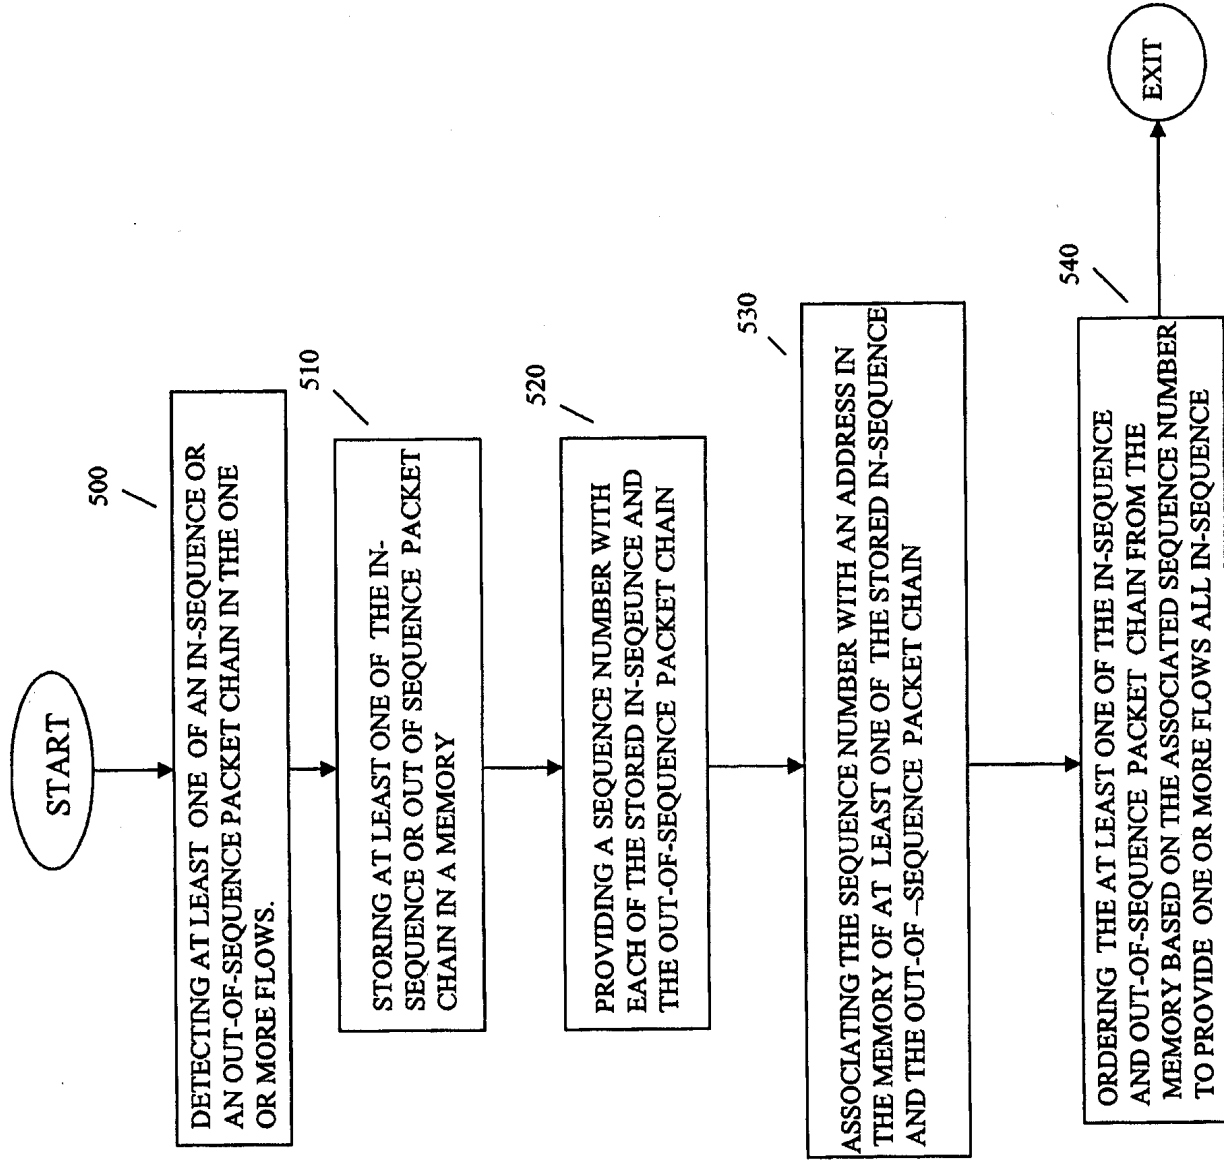 START
500
DETECTING AT LEAST ONE OF AN IN-SEQUENCE OR
AN OUT-OF-SEQUENCE PACKET CHAIN IN THE ONE
OR MORE FLOWS.
510
STORING AT LEAST ONE OF THE IN-
SEQUENCE OR OUT OF SEQUENCE PACKET
CHAIN IN A MEMORY
520
PROVIDING A SEQUENCE NUMBER WITH
EACH OF THE STORED IN-SEQEUNCE AND
THE OUT-OF-SEQUENCE PACKET CHAIN
530
ASSOCIATING THE SEQUENCE NUMBER WITH AN ADDRESS IN
THE MEMORY OF AT LEAST ONE OF THE STORED IN-SEQUENCE
AND THE OUT-OF –SEQUENCE PACKET CHAIN
540
ORDERING THE AT LEAST ONE OF THE IN-SEQUENCE
AND OUT-OF-SEQUENCE PACKET CHAIN FROM THE
MEMORY BASED ON THE ASSOCIATED SEQUENCE NUMBER
TO PROVIDE ONE OR MORE FLOWS ALL IN-SEQUENCE
EXIT